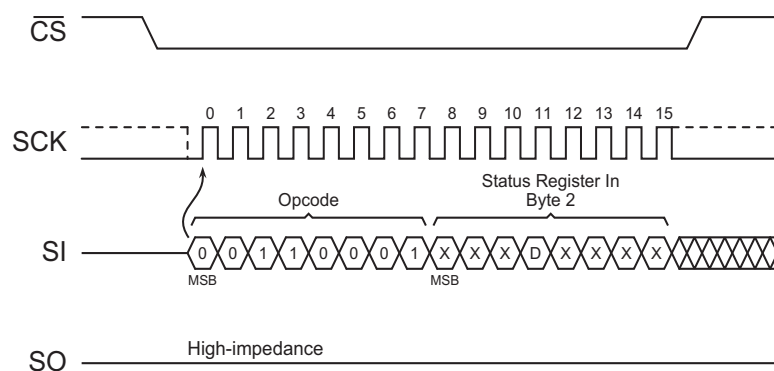 CS
0 1 2 3 4 5 6 7 8 9 10 11 12 13 14 15
SCK
Status Register In
Byte 2
Opcode
SI
0 0 1 1 0 0 0 1 X X X D X X X X
MSB MSB
High-impedance
SO